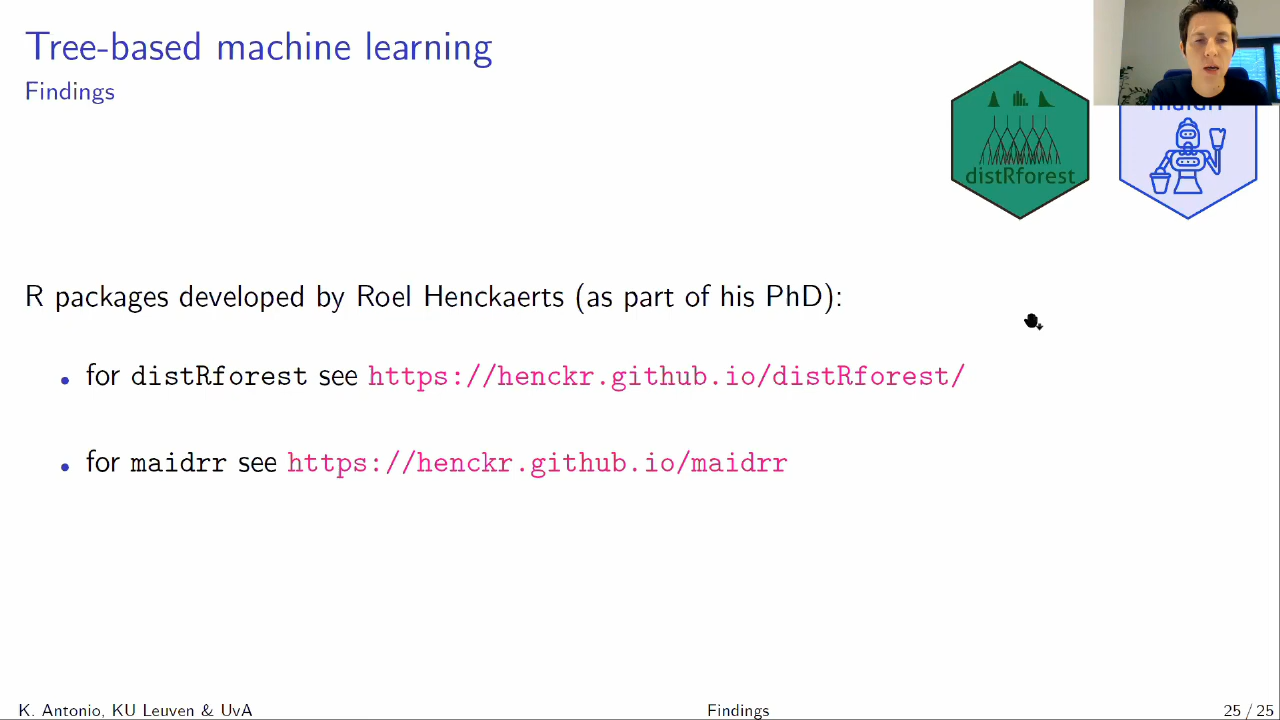 Tree-based machine learning
Findings
distRforest
maidrr
R packages developed by Roel Henckaerts (as part of his PhD):
• for distRforest see https://henckr.github.io/distRforest/
• for maidrr see https://henckr.github.io/maidrr
K. Antonio, KU Leuven & UvA
Findings
25 / 25